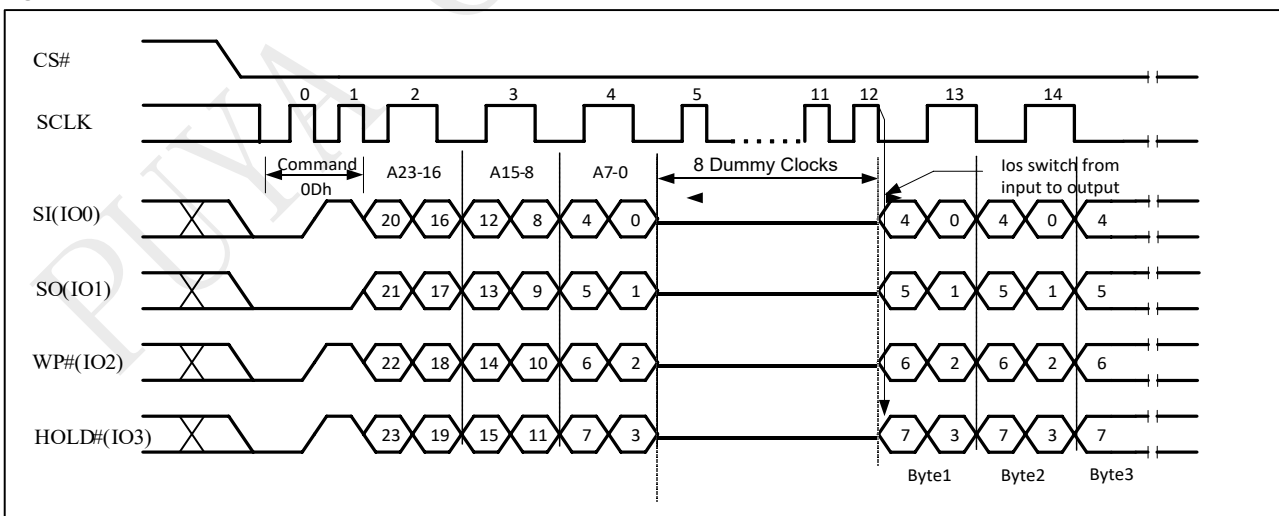 CS#
0 1 2 3 4 5 11 12 13 14
SCLK
Command
0Dh
A23-16 A15-8 A7-0 8 Dummy Clocks
Ios switch from
input to output
SI(IO0) 20 16 12 8 4 0 4 0 4 0 4
SO(IO1) 21 17 13 9 5 1 5 1 5 1 5
WP#(IO2) 22 18 14 10 6 2 6 2 6 2 6
HOLD#(IO3) 23 19 15 11 7 3 7 3 7 3 7
Byte1 Byte2 Byte3
PUYA